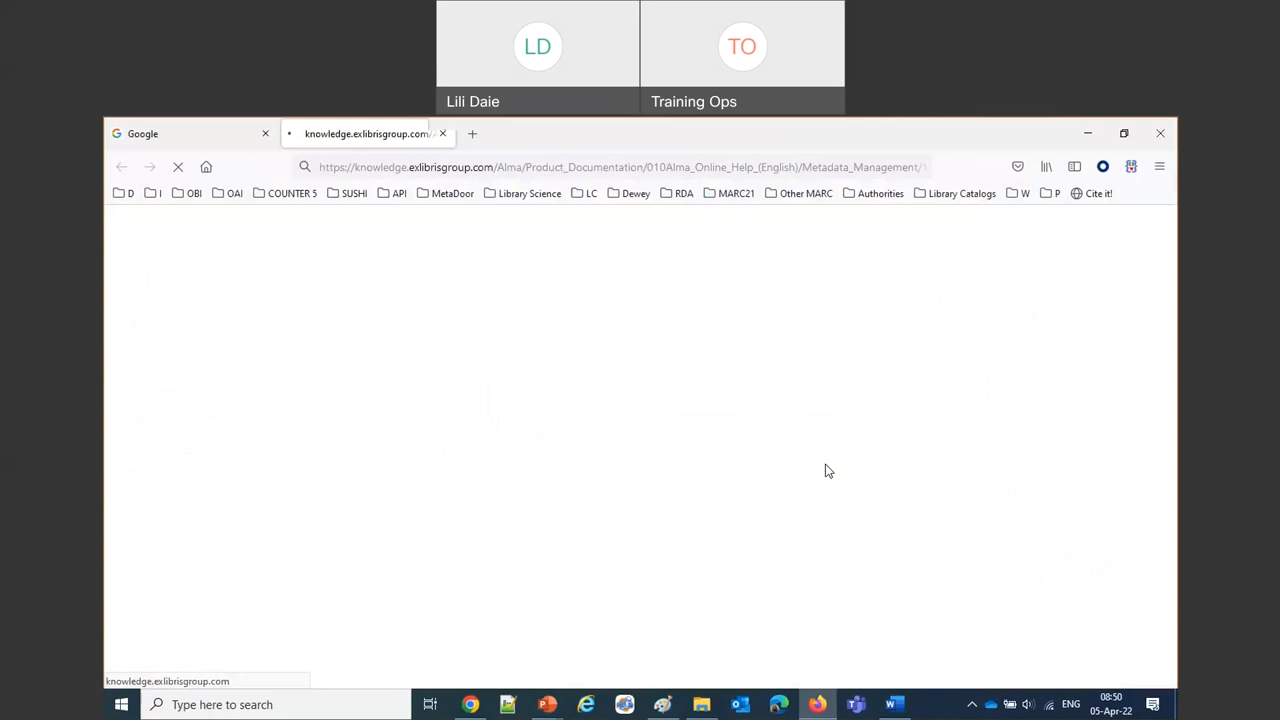 LD
TO
Lili Daie
Training Ops
Google
knowledge.exlibrisgroup.com/
https://knowledge.exlibrisgroup.com/Alma/Product_Documentation/010Alma_Online_Help_(English)/Metadata_Management/
D I OBI OAI COUNTER 5 SUSHI API MetaDoor Library Science LC Dewey RDA MARC21 Other MARC Authorities Library Catalogs W P Cite it!
knowledge.exlibrisgroup.com
Type here to search
ENG
08:50
05-Apr-22